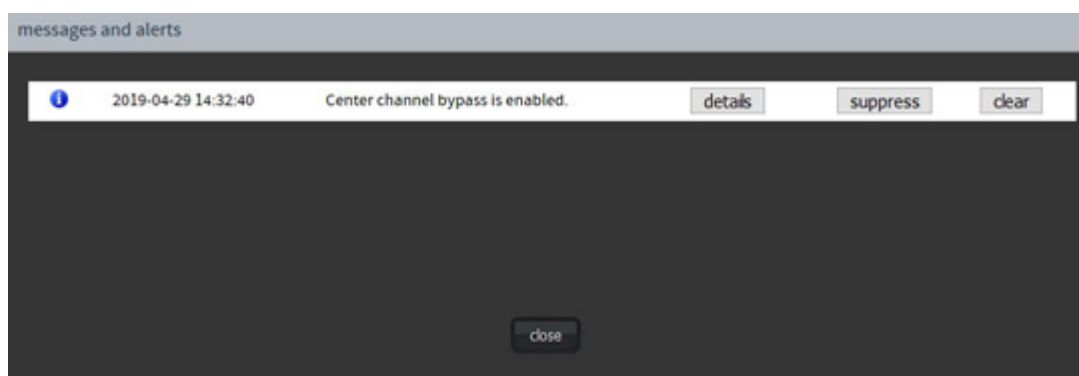 messages and alerts
2019-04-29 14:32:40 Center channel bypass is enabled. details suppress clear
close